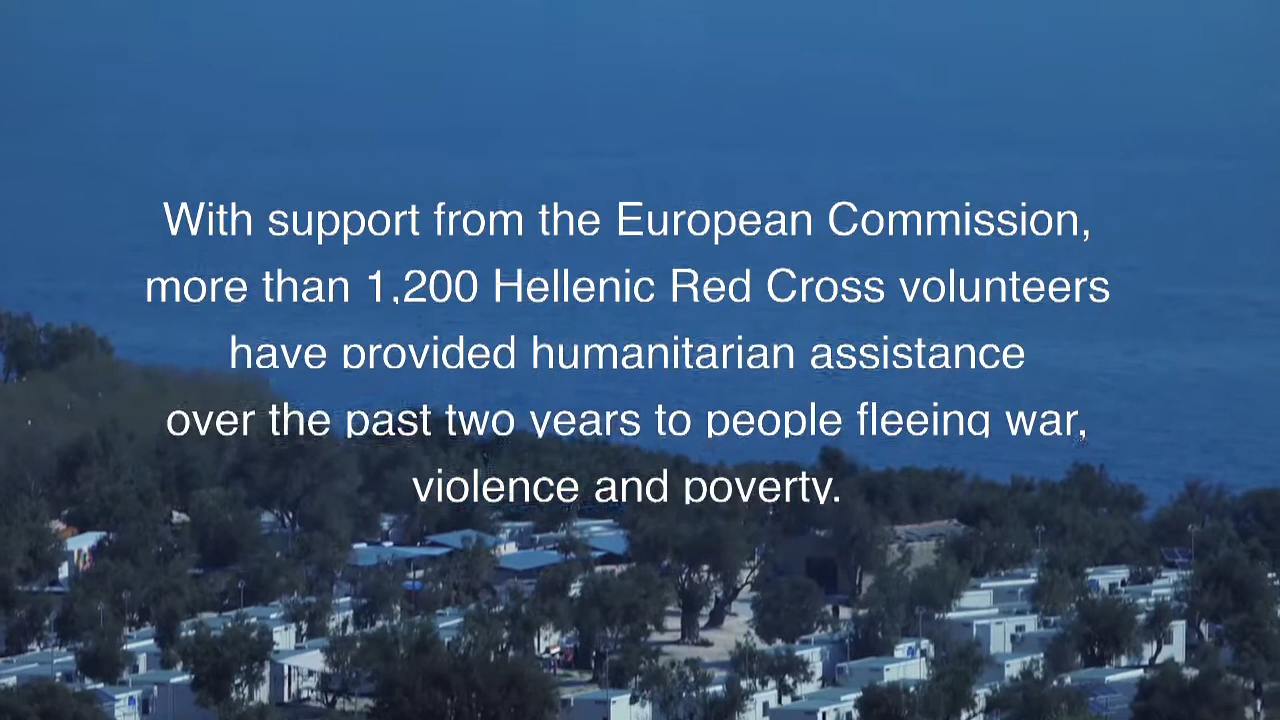 With support from the European Commission,
more than 1,200 Hellenic Red Cross volunteers
have provided humanitarian assistance
over the past two years to people fleeing war,
violence and poverty.